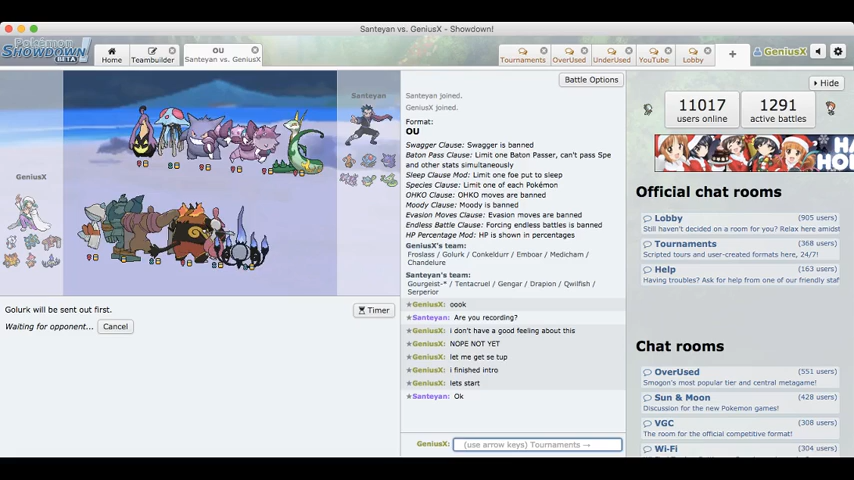 Santeyan vs. GeniusX - Showdown!
Pokémon
SHOWDOWN
BETA
Home
Teambuilder
OU
Santeyan vs. GeniusX
Tournaments
OverUsed
UnderUsed
YouTube
Lobby
+
GeniusX
Santeyan
GeniusX
Golurk will be sent out first.
Waiting for opponent...
Cancel
Timer
Battle Options
Santeyan joined.
GeniusX joined.
Format:
OU
Swagger Clause: Swagger is banned
Baton Pass Clause: Limit one Baton Passer, can't pass Spe
and other stats simultaneously
Sleep Clause Mod: Limit one foe put to sleep
Species Clause: Limit one of each Pokémon
OHKO Clause: OHKO moves are banned
Moody Clause: Moody is banned
Evasion Moves Clause: Evasion moves are banned
Endless Battle Clause: Forcing endless battles is banned
HP Percentage Mod: HP is shown in percentages
GeniusX's team:
Froslass / Golurk / Conkeldurr / Emboar / Medicham /
Chandelure
Santeyan's team:
Gourgeist-* / Tentacruel / Gengar / Drapion / Qwilfish /
Serperior
★GeniusX: oook
★Santeyan: Are you recording?
★GeniusX: i don't have a good feeling about this
★GeniusX: NOPE NOT YET
★GeniusX: let me get se tup
★GeniusX: i finished intro
★GeniusX: lets start
★Santeyan: Ok
GeniusX: (use arrow keys) Tournaments →
Hide
11017
users online
1291
active battles
HA
HO
Official chat rooms
Lobby (905 users)
Still haven't decided on a room for you? Relax here amidst
Tournaments (368 users)
Scripted tours and user-created formats here, 24/7!
Help (163 users)
Having troubles? Ask for help from one of our friendly staf
Chat rooms
OverUsed (551 users)
Smogon's most popular tier and central metagame!
Sun & Moon (428 users)
Discussion for the new Pokemon games!
VGC (308 users)
The room for the official competitive format!
Wi-Fi (304 users)